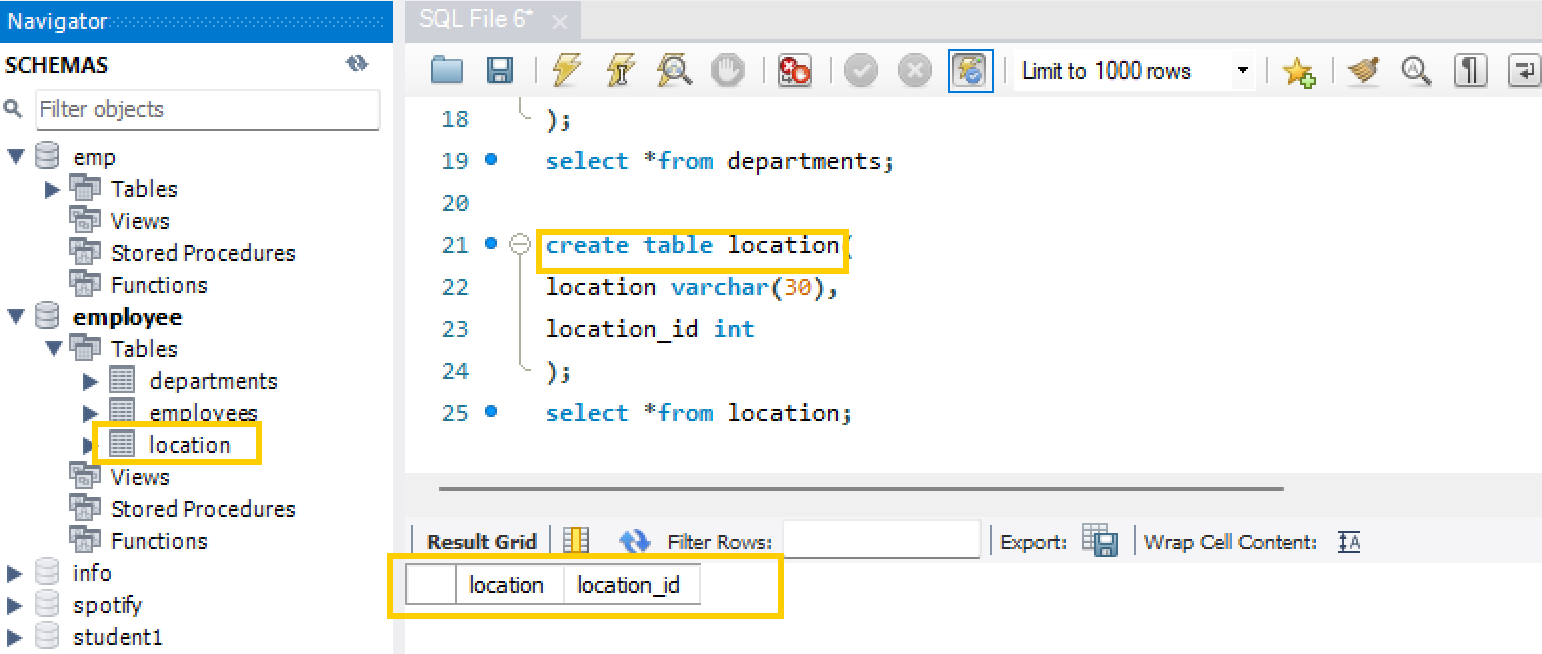 Navigator
SCHEMAS
Filter objects
emp
Tables
Views
Stored Procedures
Functions
employee
Tables
departments
employees
location
Views
Stored Procedures
Functions
info
spotify
student1
SQL File 6*
Limit to 1000 rows
18 );
19 select *from departments;
20
21 create table location(
22 location varchar(30),
23 location_id int
24 );
25 select *from location;
Result Grid Filter Rows: Export: Wrap Cell Content: IA
location location_id